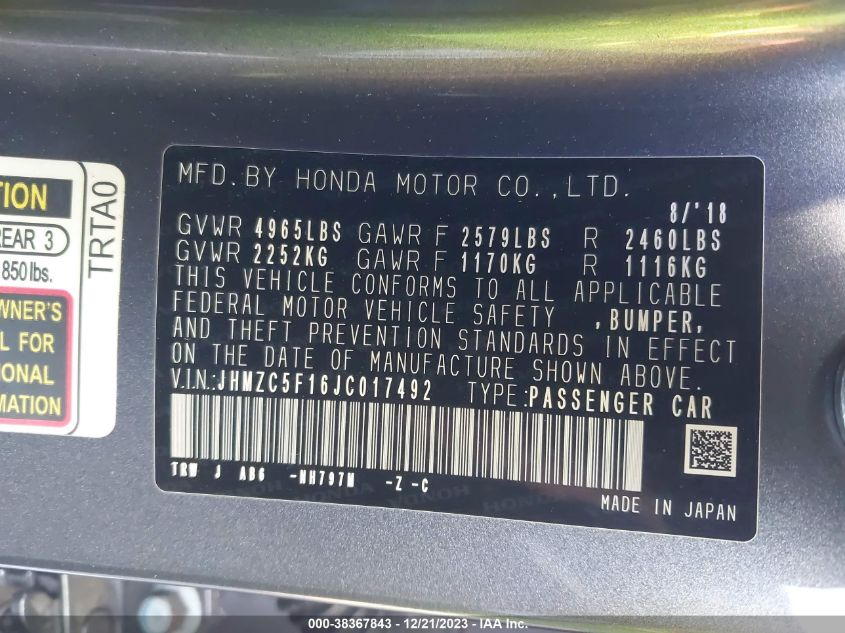 TION
REAR 3
850 lbs.
WNER'S
L FOR
IONAL
MATION
TRTA0
MFD. BY HONDA MOTOR CO., LTD.
8/'18
GVWR 4965LBS GAWR F 2579LBS R 2460LBS
GVWR 2252KG GAWR F 1170KG R 1116KG
THIS VEHICLE CONFORMS TO ALL APPLICABLE
FEDERAL MOTOR VEHICLE SAFETY , BUMPER,
AND THEFT PREVENTION STANDARDS IN EFFECT
ON THE DATE OF MANUFACTURE SHOWN ABOVE.
V.I.N.: JHMZC5F16JC017492 TYPE: PASSENGER CAR
TRW J AB6 -NH797M -Z -C
MADE IN JAPAN
000-38367843 - 12/21/2023 - IAA Inc.